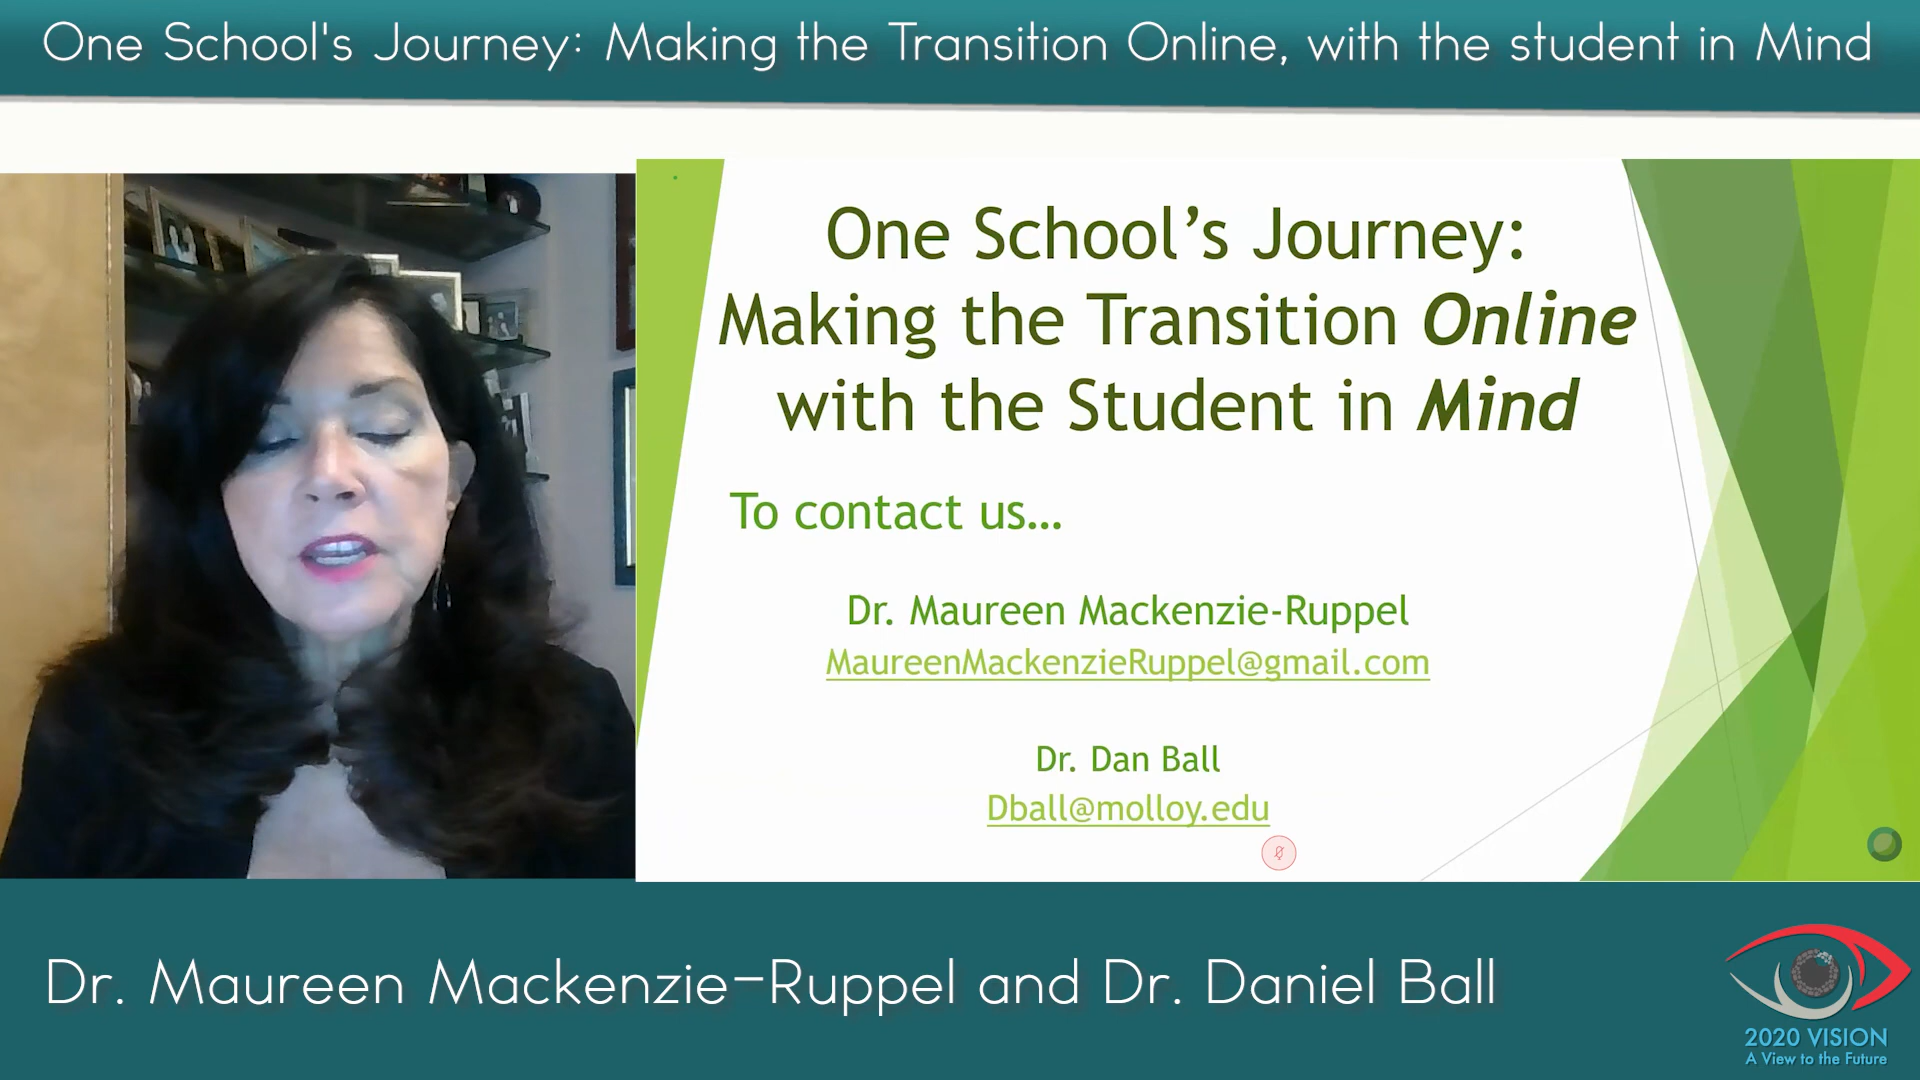 One School's Journey: Making the Transition Online, with the student in Mind
One School’s Journey:
Making the Transition Online
with the Student in Mind
To contact us…
Dr. Maureen Mackenzie-Ruppel
MaureenMackenzieRuppel@gmail.com
Dr. Dan Ball
Dball@molloy.edu
Dr. Maureen Mackenzie-Ruppel and Dr. Daniel Ball
2020 VISION
A View to the Future